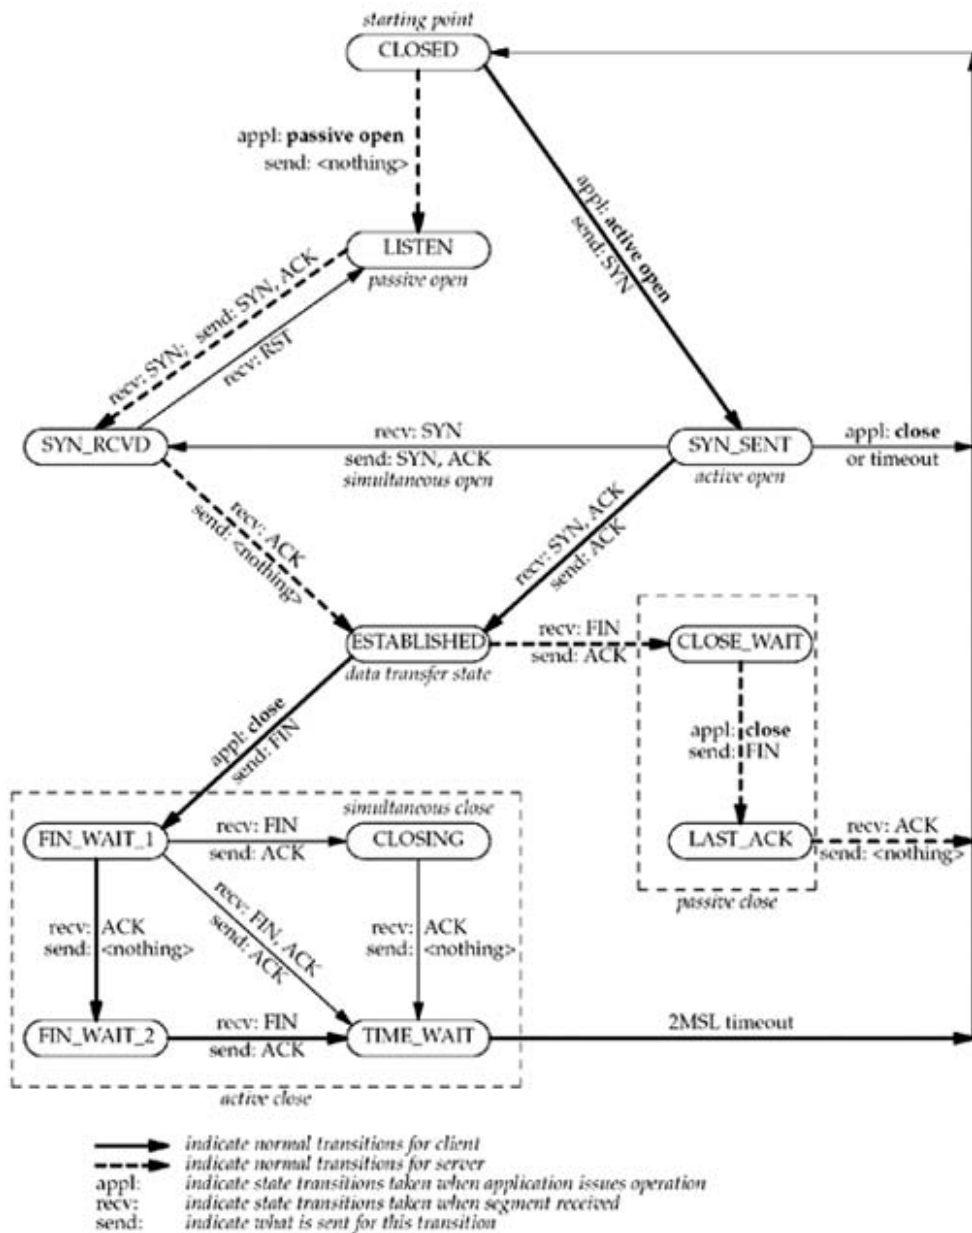 starting point
CLOSED
appl: passive open
send: <nothing>
appl: active open
send: SYN
LISTEN
passive open
recv: SYN; send: SYN, ACK
recv: RST
SYN_RCVD
recv: SYN
send: SYN, ACK
simultaneous open
SYN_SENT
active open
appl: close
or timeout
recv: ACK
send: <nothing>
recv: SYN, ACK
send: ACK
ESTABLISHED
data transfer state
recv: FIN
send: ACK
CLOSE_WAIT
appl: close
send: FIN
appl: close
send: FIN
simultaneous close
FIN_WAIT_1
recv: FIN
send: ACK
CLOSING
LAST_ACK
recv: ACK
send: <nothing>
passive close
recv: ACK
send: <nothing>
recv: FIN, ACK
send: ACK
recv: ACK
send: <nothing>
FIN_WAIT_2
recv: FIN
send: ACK
TIME_WAIT
2MSL timeout
active close
indicate normal transitions for client
indicate normal transitions for server
appl: indicate state transitions taken when application issues operation
recv: indicate state transitions taken when segment received
send: indicate what is sent for this transition